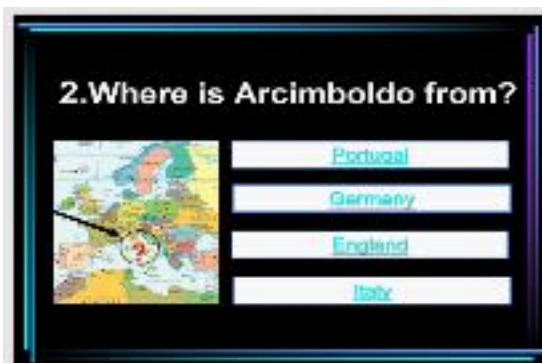 2.Where is Arcimboldo from?
Portugal
Germany
England
Italy
?